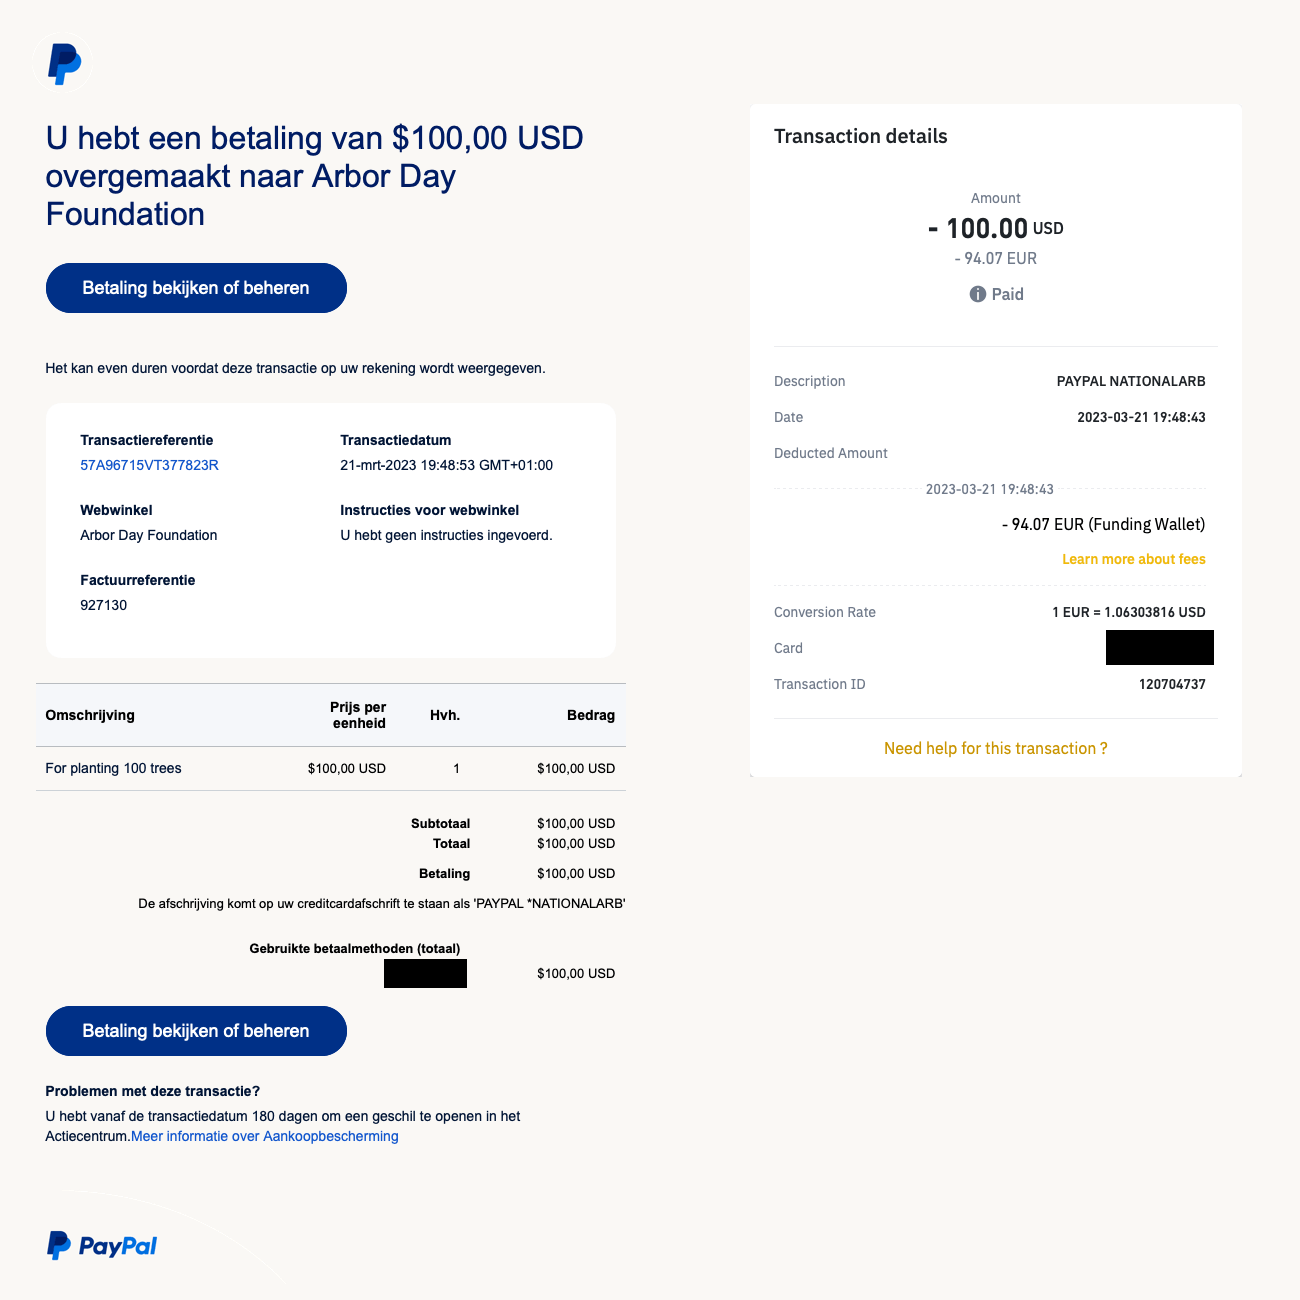 U hebt een betaling van $100,00 USD
overgemaakt naar Arbor Day
Foundation
Betaling bekijken of beheren
Het kan even duren voordat deze transactie op uw rekening wordt weergegeven.
Transactiereferentie
57A96715VT377823R
Transactiedatum
21-mrt-2023 19:48:53 GMT+01:00
Webwinkel
Arbor Day Foundation
Instructies voor webwinkel
U hebt geen instructies ingevoerd.
Factuurreferentie
927130
Omschrijving Prijs per eenheid Hvh. Bedrag
For planting 100 trees $100,00 USD 1 $100,00 USD
Subtotaal $100,00 USD
Totaal $100,00 USD
Betaling $100,00 USD
De afschrijving komt op uw creditcardafschrift te staan als 'PAYPAL *NATIONALARB'
Gebruikte betaalmethoden (totaal)
$100,00 USD
Betaling bekijken of beheren
Problemen met deze transactie?
U hebt vanaf de transactiedatum 180 dagen om een geschil te openen in het
Actiecentrum.Meer informatie over Aankoopbescherming
PayPal
Transaction details
Amount
- 100.00 USD
- 94.07 EUR
Paid
Description PAYPAL NATIONALARB
Date 2023-03-21 19:48:43
Deducted Amount
2023-03-21 19:48:43
- 94.07 EUR (Funding Wallet)
Learn more about fees
Conversion Rate 1 EUR = 1.06303816 USD
Card
Transaction ID 120704737
Need help for this transaction ?